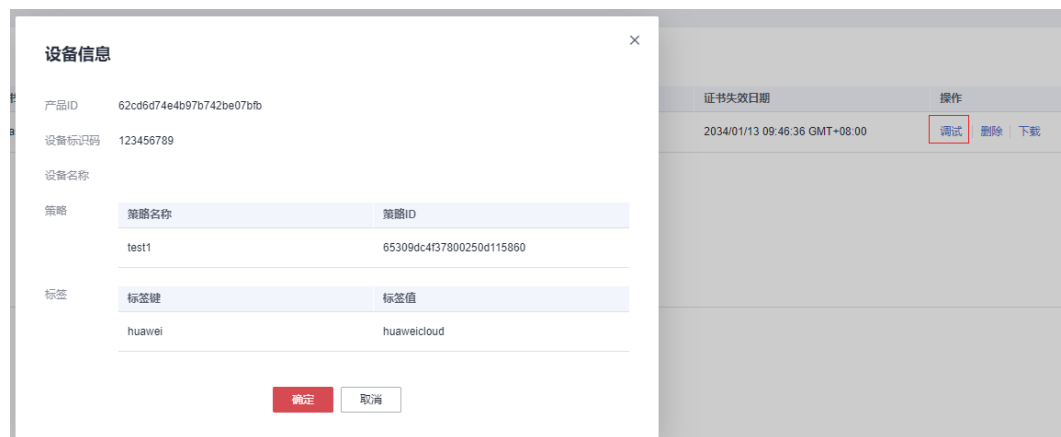 设备信息
×
产品ID 62cd6d74e4b97b742be07bfb
证书失效日期 操作
设备标识码 123456789
2034/01/13 09:46:36 GMT+08:00 调试 删除 下载
设备名称
策略 策略名称 策略ID
test1 65309dc4f37800250d115860
标签 标签键 标签值
huawei huaweicloud
确定 取消